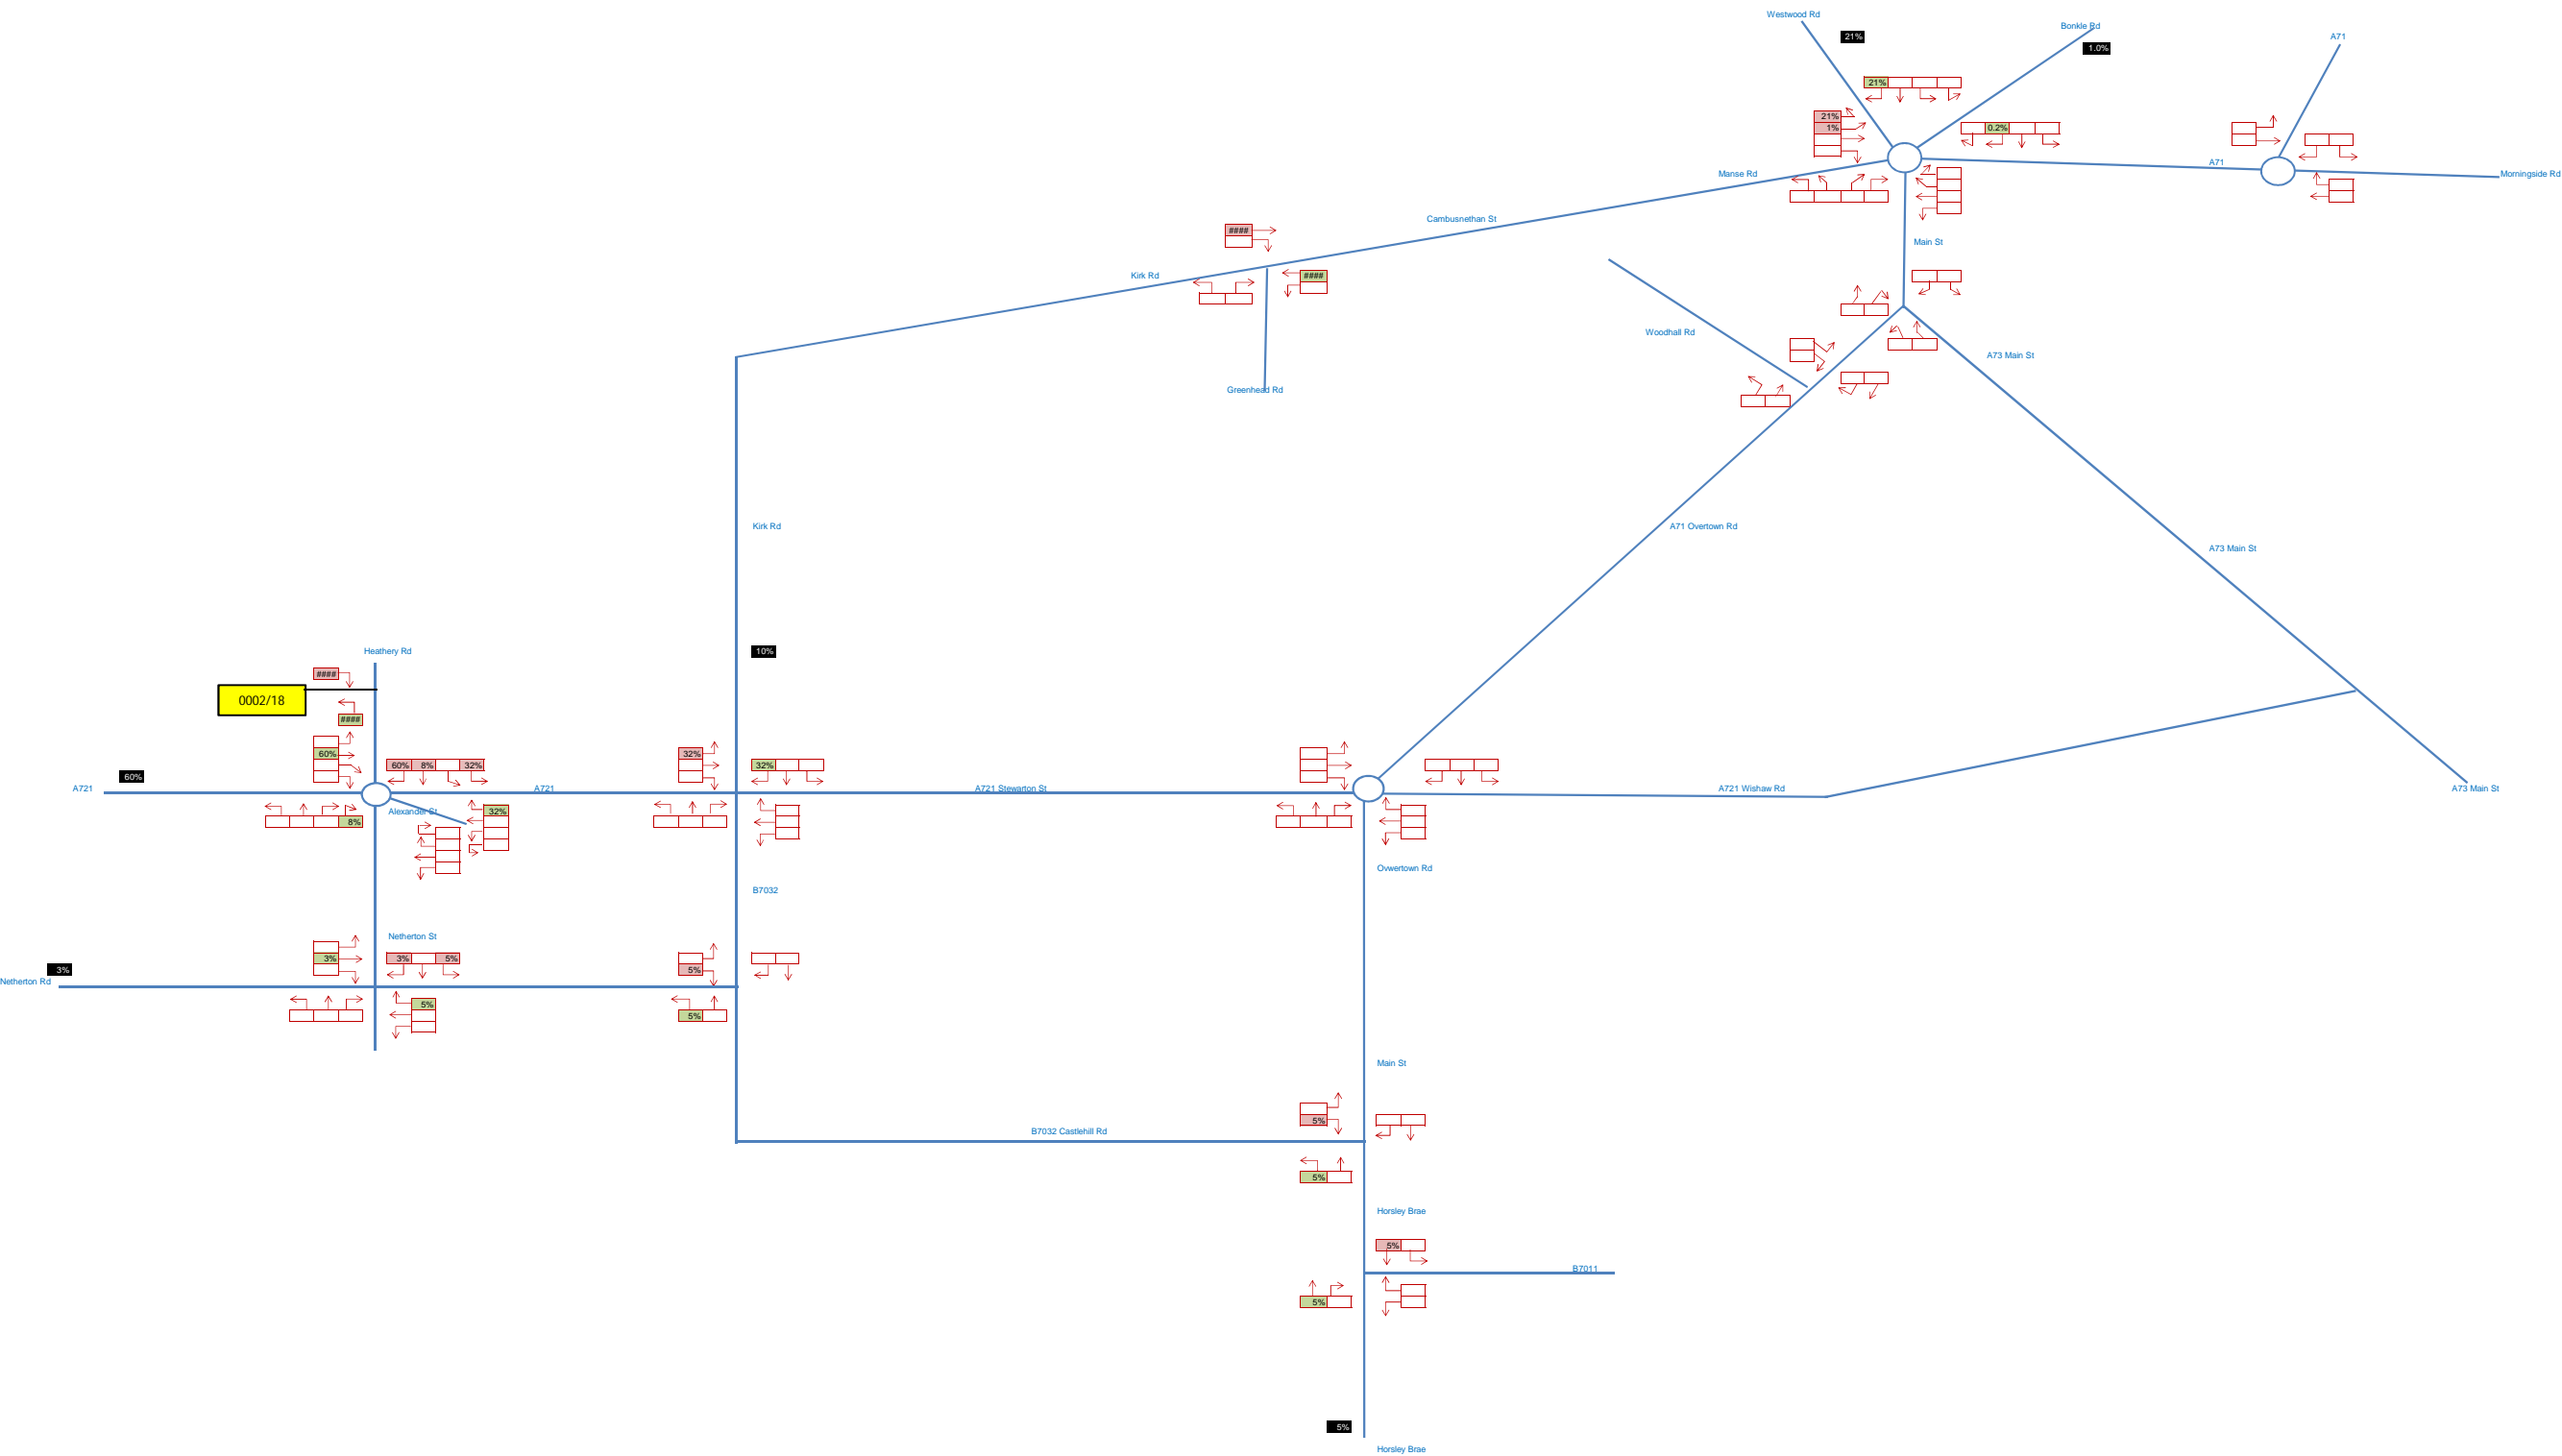 Westwood Rd
Bonkle Rd
A71
21%
1.0%
21%
21%
1%
0.2%
A71
Manse Rd
Morningside Rd
Cambusnethan St
####
Main St
Kirk Rd
####
Woodhall Rd
A73 Main St
Greenhead Rd
Kirk Rd
A71 Overtown Rd
A73 Main St
Heathery Rd
10%
####
0002/18
####
60%
60% 8% 32%
32%
32%
60%
A721
A721
A721 Stewarton St
A721 Wishaw Rd
A73 Main St
Alexander St
32%
8%
Ovwertown Rd
B7032
Netherton St
3%
3% 5%
5%
3%
Netherton Rd
5%
5%
Main St
5%
B7032 Castlehill Rd
5%
Horsley Brae
5%
B7011
5%
5%
Horsley Brae